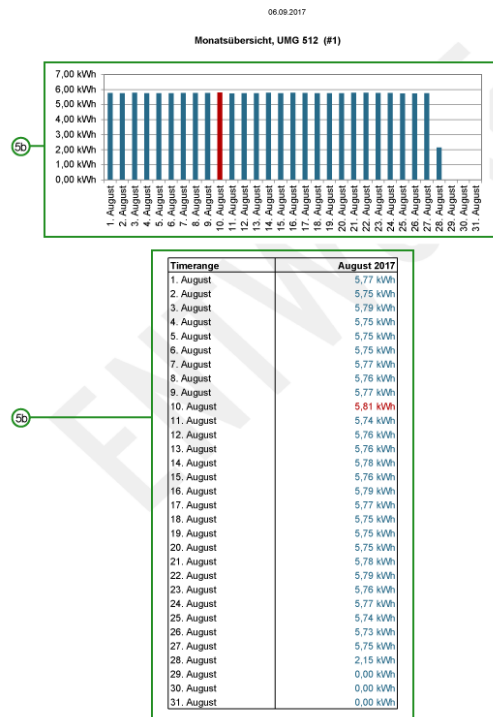 06.09.2017
Monatsübersicht, UMG 512 (#1)
7,00 kWh
6,00 kWh
5,00 kWh
4,00 kWh
3,00 kWh
2,00 kWh
1,00 kWh
0,00 kWh
1. August
2. August
3. August
4. August
5. August
6. August
7. August
8. August
9. August
10. August
11. August
12. August
13. August
14. August
15. August
16. August
17. August
18. August
19. August
20. August
21. August
22. August
23. August
24. August
25. August
26. August
27. August
28. August
29. August
30. August
31. August
5b
Timerange August 2017
1. August 5,77 kWh
2. August 5,75 kWh
3. August 5,79 kWh
4. August 5,75 kWh
5. August 5,75 kWh
6. August 5,75 kWh
7. August 5,77 kWh
8. August 5,76 kWh
9. August 5,77 kWh
10. August 5,81 kWh
11. August 5,74 kWh
12. August 5,76 kWh
13. August 5,76 kWh
14. August 5,78 kWh
15. August 5,76 kWh
16. August 5,79 kWh
17. August 5,77 kWh
18. August 5,75 kWh
19. August 5,75 kWh
20. August 5,75 kWh
21. August 5,78 kWh
22. August 5,79 kWh
23. August 5,76 kWh
24. August 5,77 kWh
25. August 5,74 kWh
26. August 5,73 kWh
27. August 5,75 kWh
28. August 2,15 kWh
29. August 0,00 kWh
30. August 0,00 kWh
31. August 0,00 kWh
5b